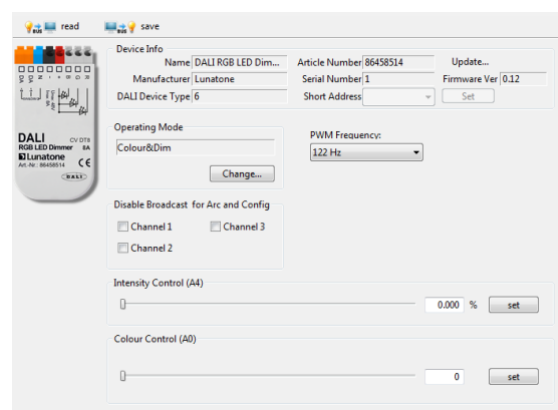 read save
Device Info
Name DALI RGB LED Dim... Article Number 86458514 Update...
Manufacturer Lunatone Serial Number 1 Firmware Ver 0.12
DALI Device Type 6 Short Address Set
DALI CV DT8
RGB LED Dimmer 8A
Lunatone
Art.-Nr.: 86458514 CE
DALI
Operating Mode
Colour&Dim
Change...
PWM Frequency:
122 Hz
Disable Broadcast for Arc and Config
Channel 1 Channel 3
Channel 2
Intensity Control (A4)
0.000 % set
Colour Control (A0)
0 set